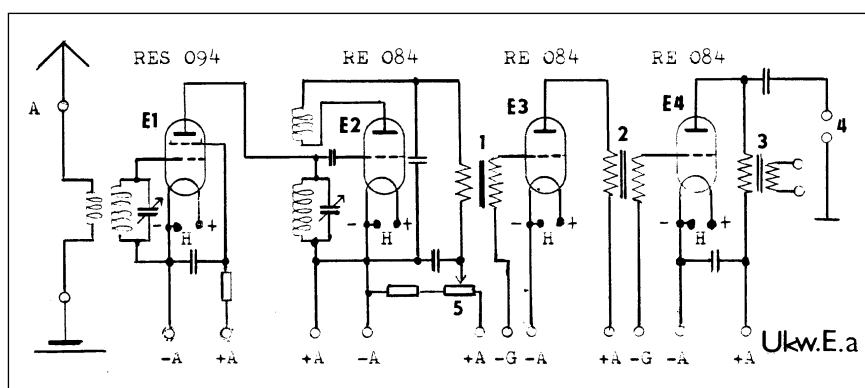 RES 094 RE 084 RE 084 RE 084
A E1 E2 E3 E4
1 2 3 4
- H + - H + - H + - H +
5
-A +A +A -A +A -G -A +A -G -A +A
Ukw.E.a